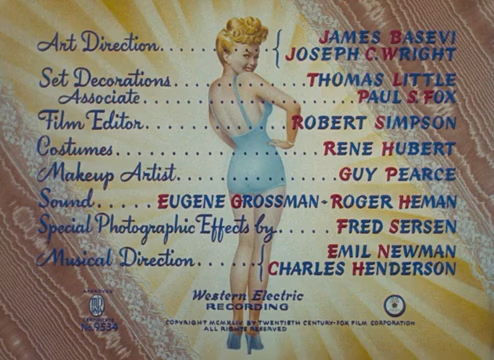 Art Direction..... { JAMES BASEVI
JOSEPH C. WRIGHT
Set Decorations................. THOMAS LITTLE
Associate........................ PAUL S. FOX
Film Editor.................... ROBERT SIMPSON
Costumes....................... RENE HUBERT
Makeup Artist.................. GUY PEARCE
Sound..... EUGENE GROSSMAN - ROGER HEMAN
Special Photographic Effects by..... FRED SERSEN
Musical Direction..... { EMIL NEWMAN
CHARLES HENDERSON
Western Electric
RECORDING
No. 9534
COPYRIGHT MCMXLIV BY TWENTIETH CENTURY-FOX FILM CORPORATION
ALL RIGHTS RESERVED